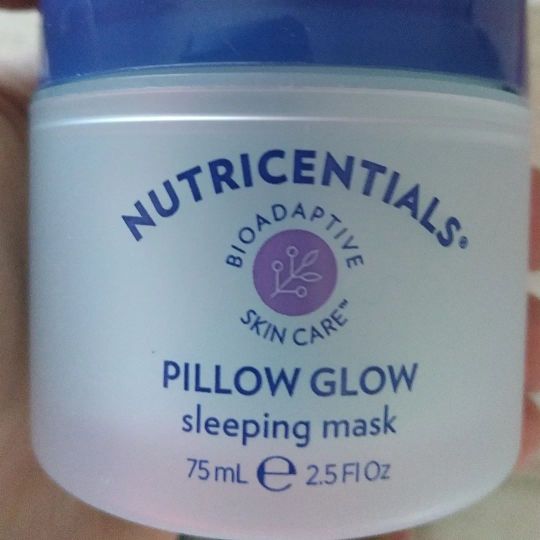 NUTRICENTIALS®
BIOADAPTIVE
SKIN CARE™
PILLOW GLOW
sleeping mask
75 mL ℮ 2.5 Fl Oz